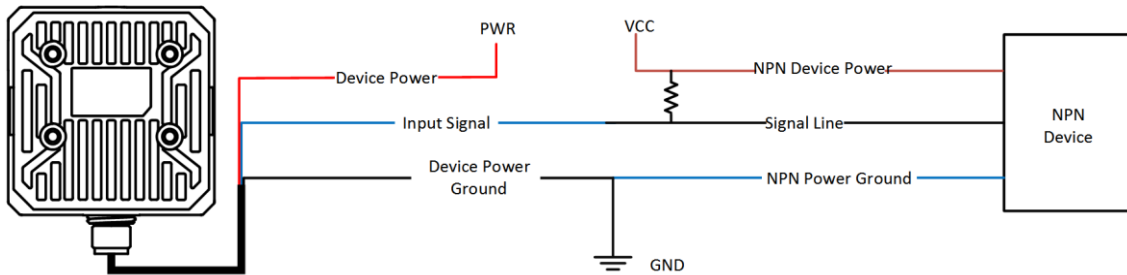 PWR
VCC
Device Power
NPN Device Power
Input Signal
Signal Line
NPN
Device
Device Power
Ground
NPN Power Ground
GND